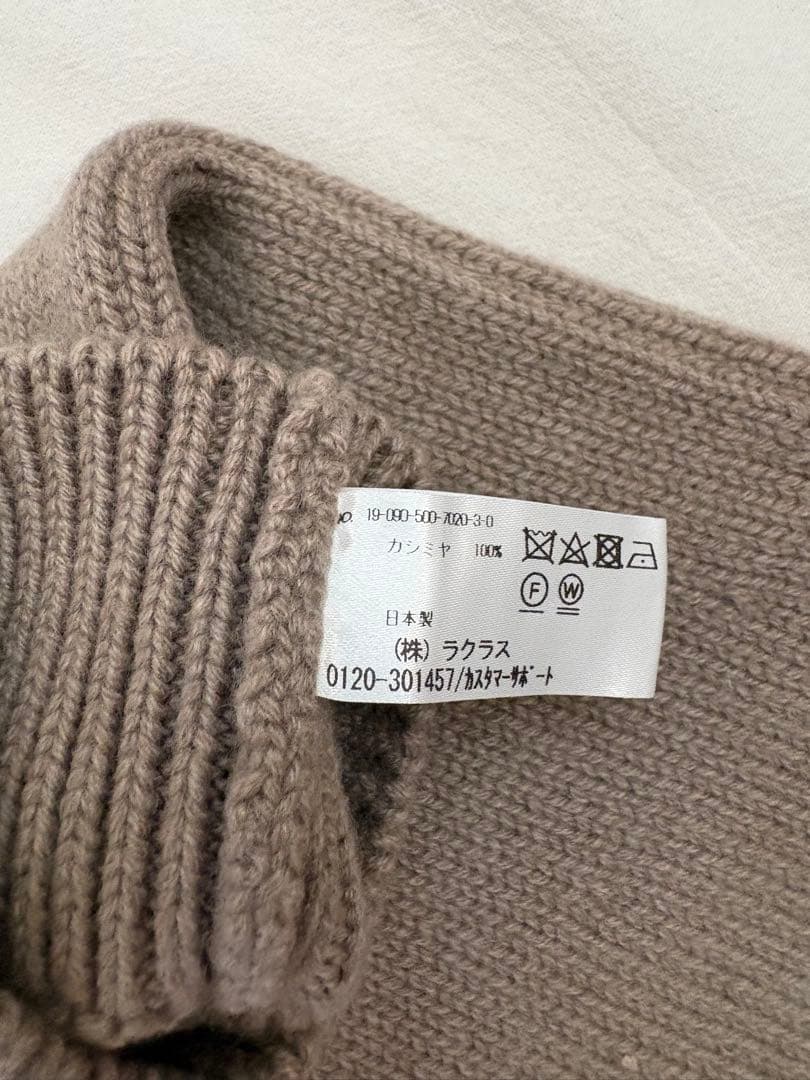 NO. 19-090-500-7020-3-0
カシミヤ 100%
F W
日本製
(株) ラクラス
0120-301457/カスタマーサポート